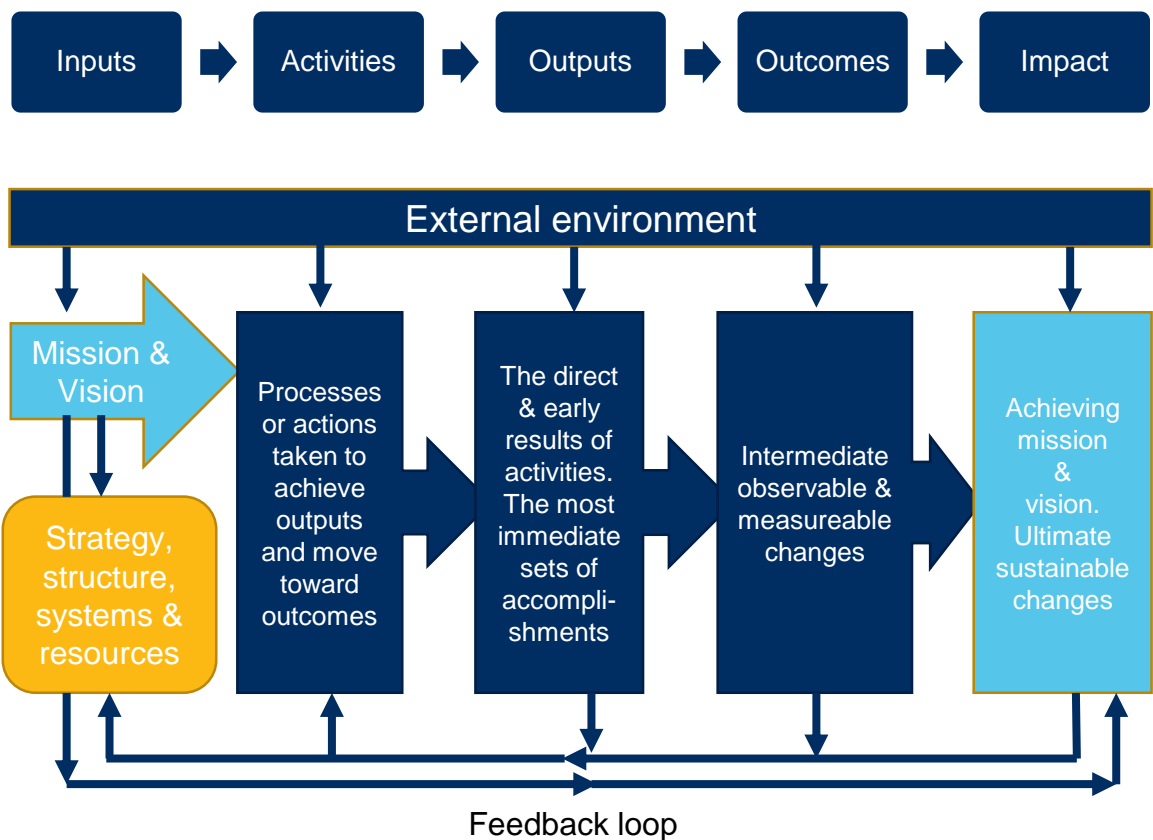 Inputs
Activities
Outputs
Outcomes
Impact
External environment
Mission &
Vision
Strategy,
structure,
systems &
resources
Processes
or actions
taken to
achieve
outputs
and move
toward
outcomes
The direct
& early
results of
activities.
The most
immediate
sets of
accompli-
shments
Intermediate
observable &
measureable
changes
Achieving
mission
&
vision.
Ultimate
sustainable
changes
Feedback loop